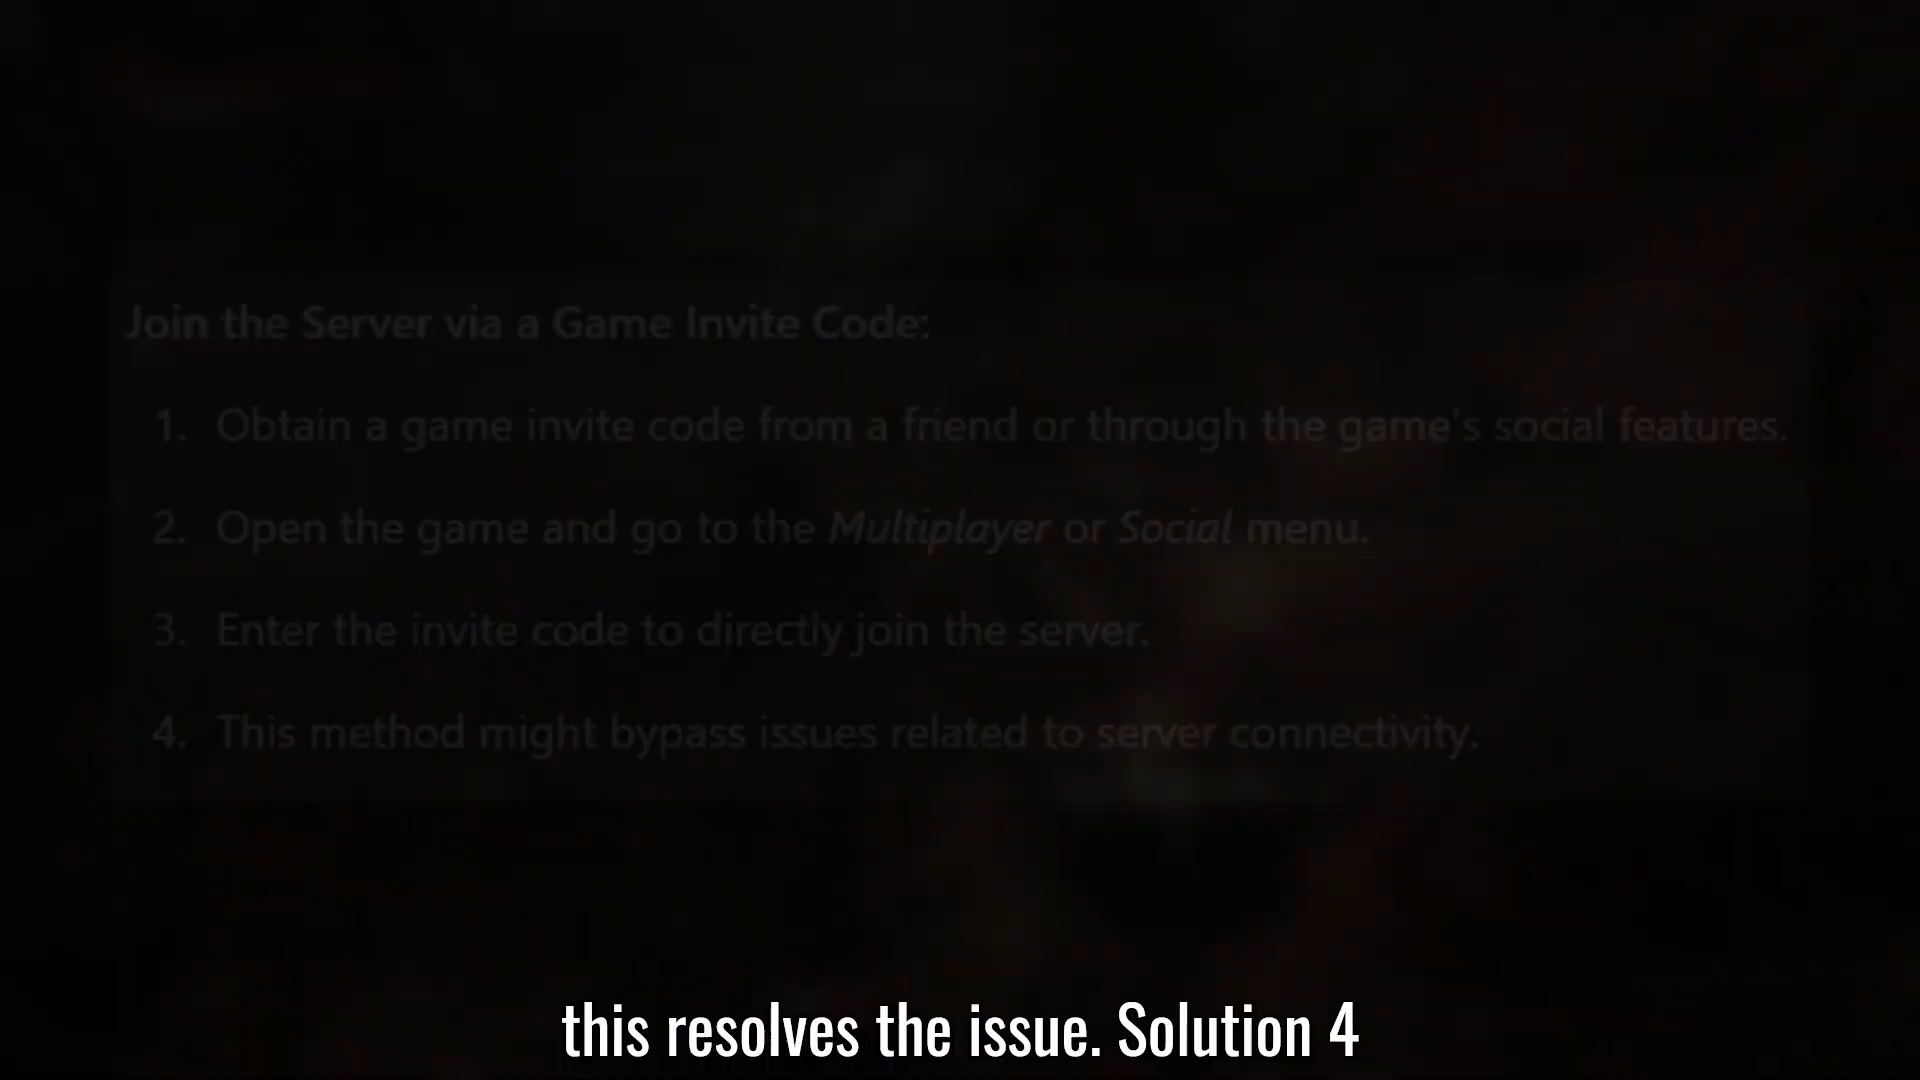 Join the Server via a Game Invite Code:
1. Obtain a game invite code from a friend or through the game's social features.
2. Open the game and go to the Multiplayer or Social menu.
3. Enter the invite code to directly join the server.
4. This method might bypass issues related to server connectivity.
this resolves the issue. Solution 4